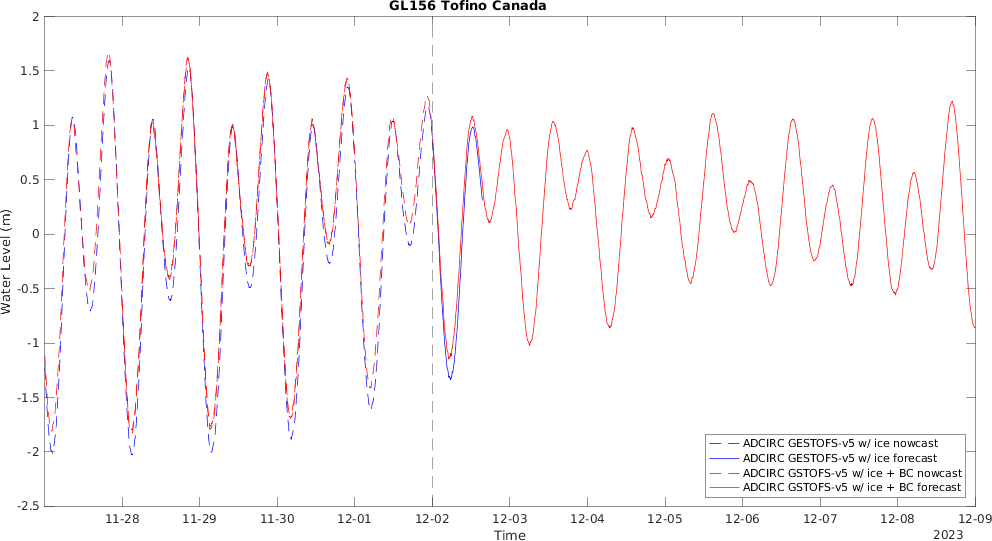 GL156 Tofino Canada
2
1.5
1
0.5
0
-0.5
-1
-1.5
-2
-2.5
Water Level (m)
11-28 11-29 11-30 12-01 12-02 12-03 12-04 12-05 12-06 12-07 12-08 12-09
Time
2023
ADCIRC GESTOFS-v5 w/ ice nowcast
ADCIRC GESTOFS-v5 w/ ice forecast
ADCIRC GSTOFS-v5 w/ ice + BC nowcast
ADCIRC GSTOFS-v5 w/ ice + BC forecast